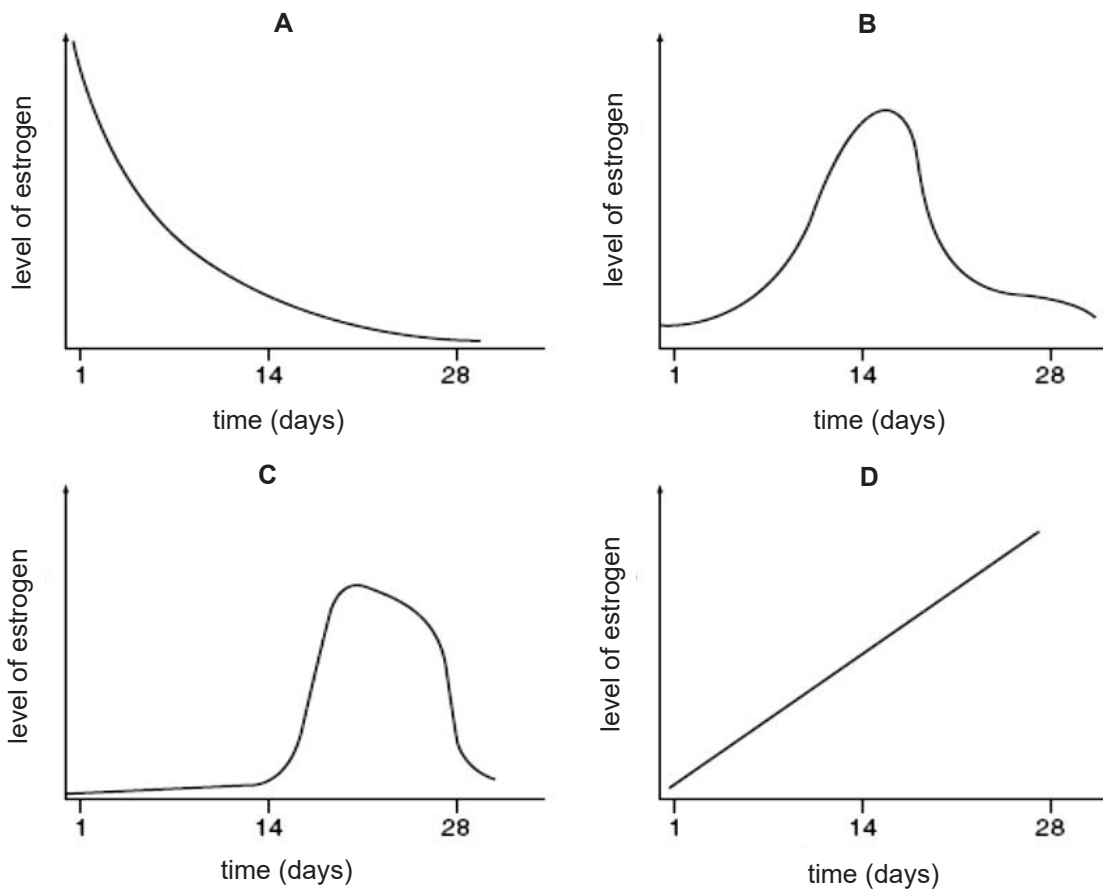 A
level of estrogen
1 14 28
time (days)
B
level of estrogen
1 14 28
time (days)
C
level of estrogen
1 14 28
time (days)
D
level of estrogen
1 14 28
time (days)